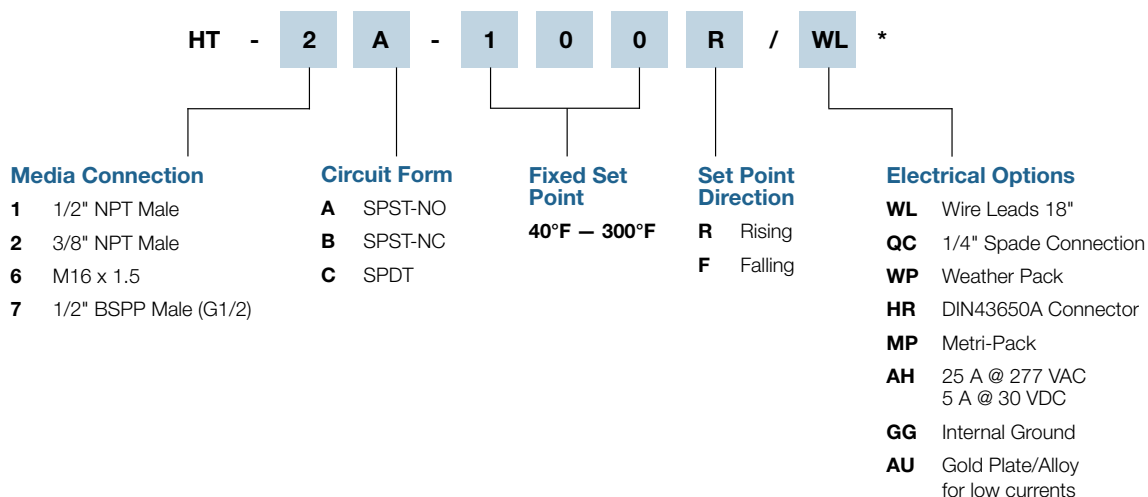 HT - 2 A - 1 0 0 R / WL *
Media Connection
1 1/2" NPT Male
2 3/8" NPT Male
6 M16 x 1.5
7 1/2" BSPP Male (G1/2)
Circuit Form
A SPST-NO
B SPST-NC
C SPDT
Fixed Set
Point
40°F — 300°F
Set Point
Direction
R Rising
F Falling
Electrical Options
WL Wire Leads 18"
QC 1/4" Spade Connection
WP Weather Pack
HR DIN43650A Connector
MP Metri-Pack
AH 25 A @ 277 VAC
5 A @ 30 VDC
GG Internal Ground
AU Gold Plate/Alloy
for low currents